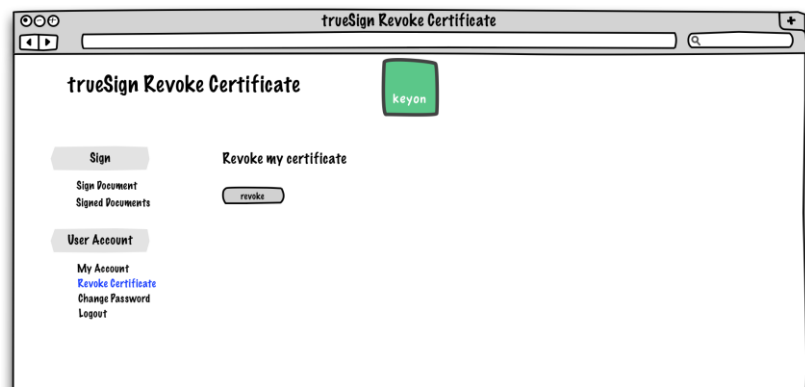 trueSign Revoke Certificate
trueSign Revoke Certificate
keyon
Sign
Revoke my certificate
Sign Document
revoke
Signed Documents
User Account
My Account
Revoke Certificate
Change Password
Logout